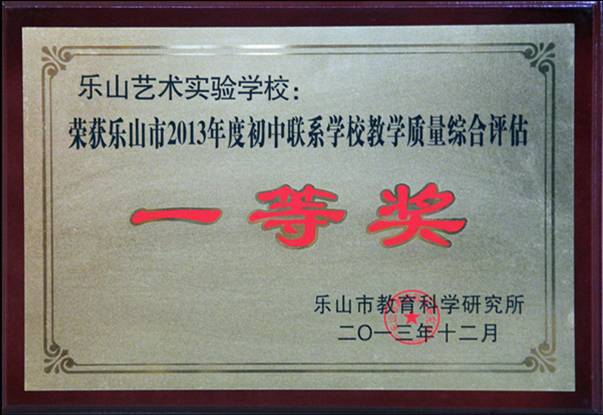 乐山艺术实验学校：
荣获乐山市2013年度初中联系学校教学质量综合评估
一等奖
乐山市教育科学研究所
二〇一三年十二月